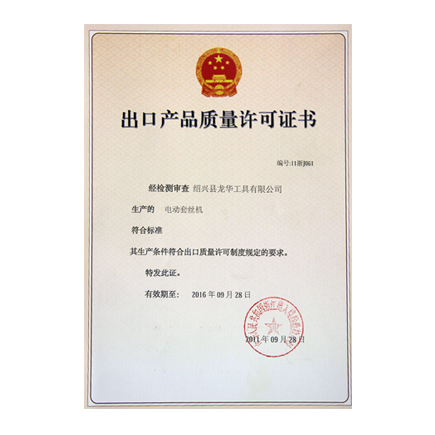 出口产品质量许可证书
编号:11浙J061
经检测审查 绍兴县龙华工具有限公司
生产的 电动套丝机
符合标准
其生产条件符合出口质量许可制度规定的要求。
特发此证。
有效期至: 2016年09月28日
2011年09月28日